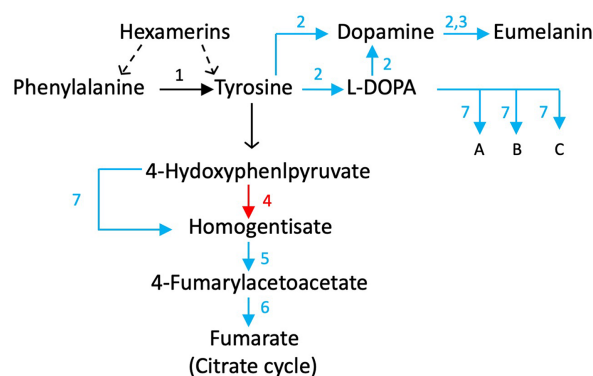 Hexamerins
2
Dopamine
2,3
Eumelanin
Phenylalanine
1
Tyrosine
2
L-DOPA
2
7
7
7
A
B
C
4-Hydoxyphenlpyruvate
7
4
Homogentisate
5
4-Fumarylacetoacetate
6
Fumarate
(Citrate cycle)